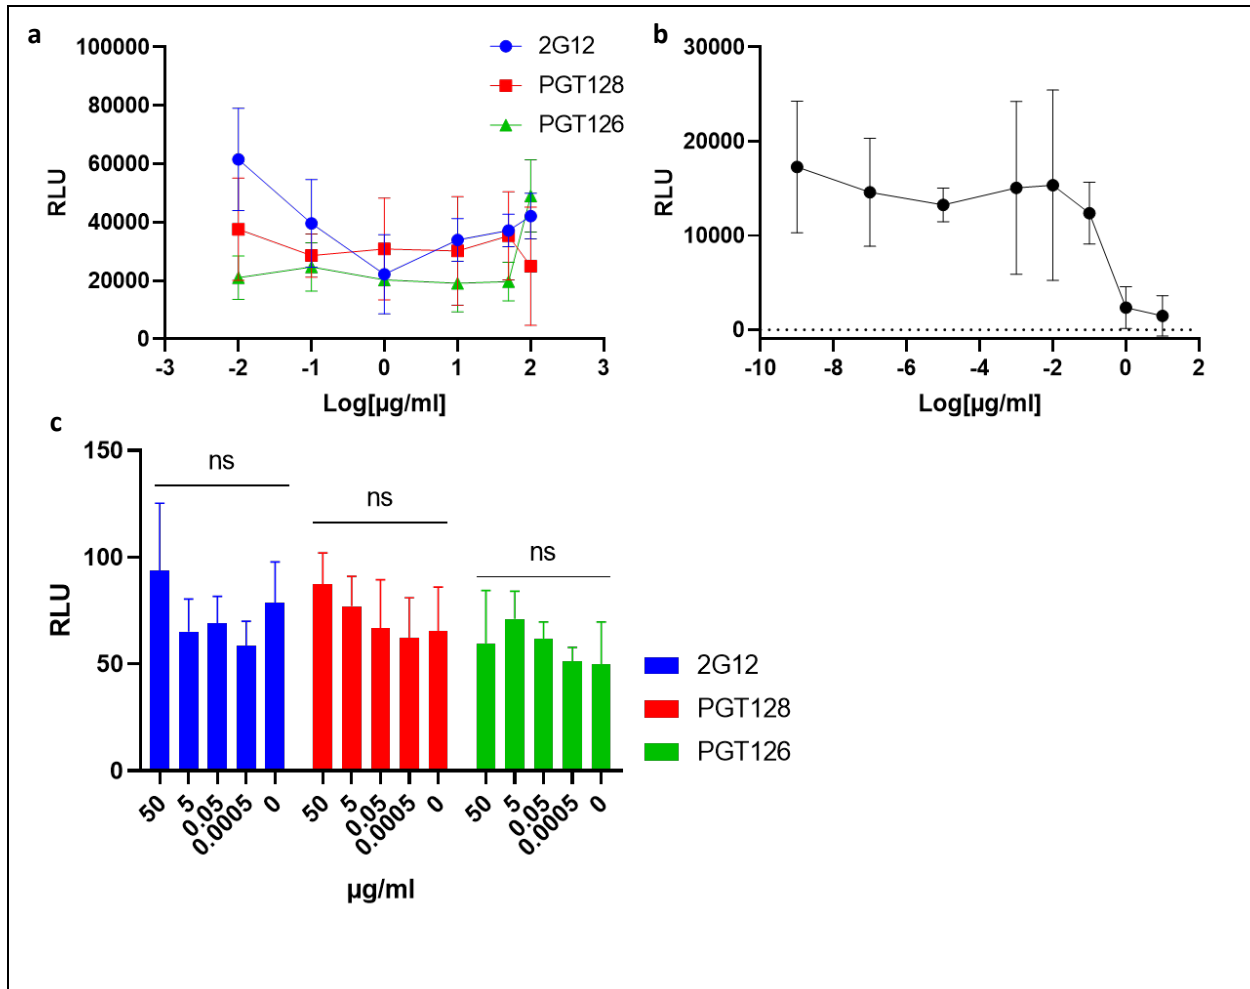 a
100000
80000
60000
40000
20000
0
RLU
-3 -2 -1 0 1 2 3
Log[µg/ml]
2G12
PGT128
PGT126
b
30000
20000
10000
0
RLU
-10 -8 -6 -4 -2 0 2
Log[µg/ml]
c
150
100
50
0
RLU
ns
ns
ns
50 5 0.05 0.0005 0 50 5 0.05 0.0005 0 50 5 0.05 0.0005 0
µg/ml
2G12
PGT128
PGT126